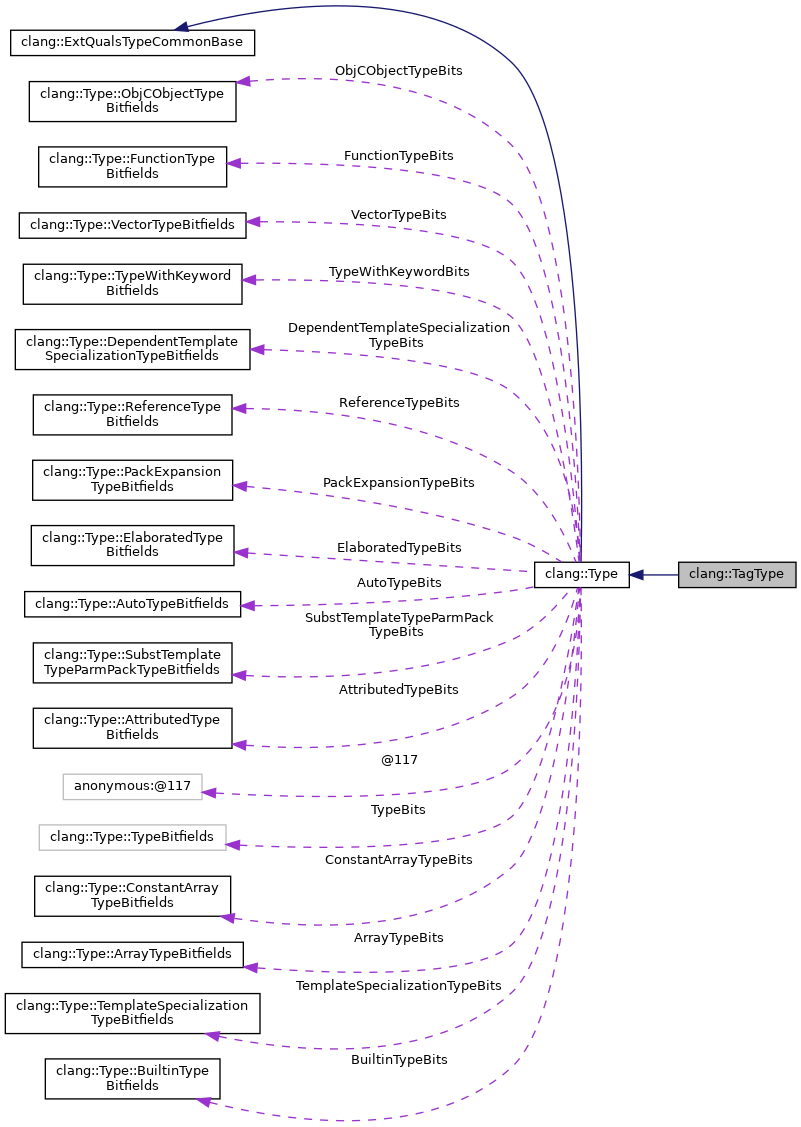 clang::ExtQualsTypeCommonBase
ObjCObjectTypeBits
clang::Type::ObjCObjectType
Bitfields
FunctionTypeBits
clang::Type::FunctionType
Bitfields
VectorTypeBits
clang::Type::VectorTypeBitfields
TypeWithKeywordBits
clang::Type::TypeWithKeyword
Bitfields
DependentTemplateSpecialization
TypeBits
clang::Type::DependentTemplate
SpecializationTypeBitfields
ReferenceTypeBits
clang::Type::ReferenceType
Bitfields
PackExpansionTypeBits
clang::Type::PackExpansion
TypeBitfields
ElaboratedTypeBits
clang::Type::ElaboratedType
Bitfields
clang::Type
clang::TagType
AutoTypeBits
clang::Type::AutoTypeBitfields
SubstTemplateTypeParmPack
TypeBits
clang::Type::SubstTemplate
TypeParmPackTypeBitfields
AttributedTypeBits
clang::Type::AttributedType
Bitfields
@117
anonymous:@117
TypeBits
clang::Type::TypeBitfields
ConstantArrayTypeBits
clang::Type::ConstantArray
TypeBitfields
ArrayTypeBits
clang::Type::ArrayTypeBitfields
TemplateSpecializationTypeBits
clang::Type::TemplateSpecialization
TypeBitfields
BuiltinTypeBits
clang::Type::BuiltinType
Bitfields